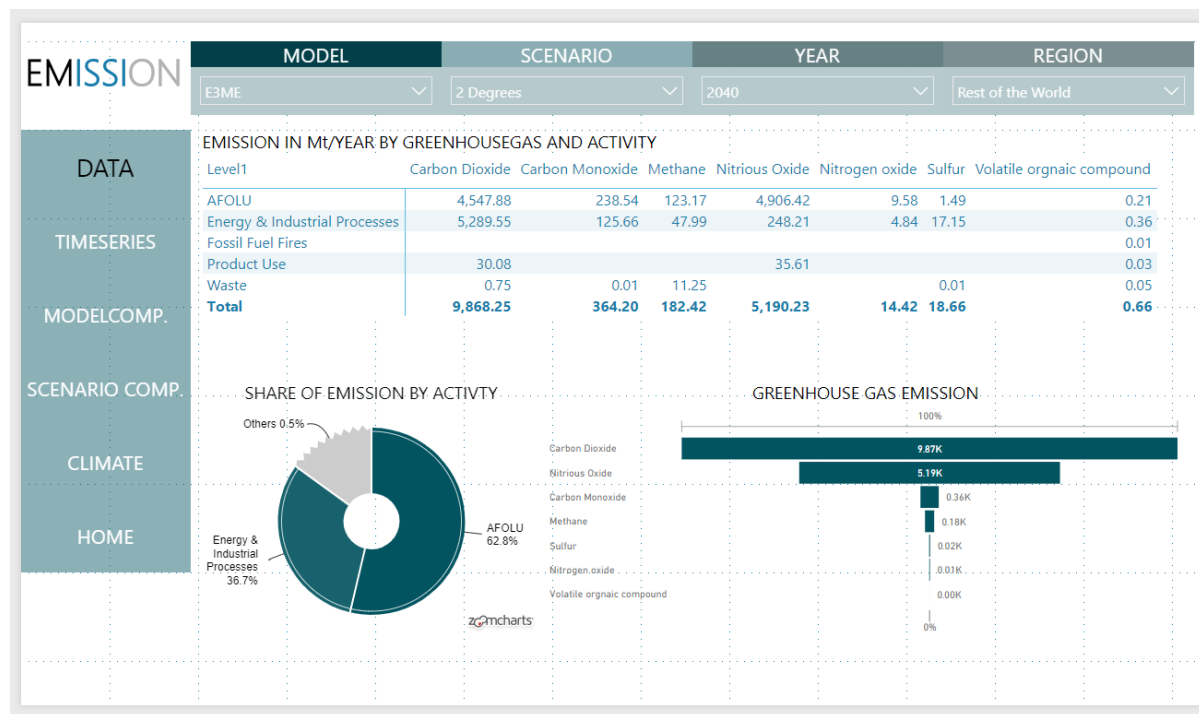 EMISSION
MODEL SCENARIO YEAR REGION
E3ME 2 Degrees 2040 Rest of the World
DATA
TIMESERIES
MODELCOMP.
SCENARIO COMP.
CLIMATE
HOME
EMISSION IN Mt/YEAR BY GREENHOUSEGAS AND ACTIVITY
Level1 Carbon Dioxide Carbon Monoxide Methane Nitrious Oxide Nitrogen oxide Sulfur Volatile orgnaic compound
AFOLU 4,547.88 238.54 123.17 4,906.42 9.58 1.49 0.21
Energy & Industrial Processes 5,289.55 125.66 47.99 248.21 4.84 17.15 0.36
Fossil Fuel Fires 0.01
Product Use 30.08 35.61 0.03
Waste 0.75 0.01 11.25 0.01 0.05
Total 9,868.25 364.20 182.42 5,190.23 14.42 18.66 0.66
SHARE OF EMISSION BY ACTIVTY
Others 0.5%
AFOLU
62.8%
Energy &
Industrial
Processes
36.7%
zoomcharts
GREENHOUSE GAS EMISSION
100%
Carbon Dioxide 9.87K
Nitrious Oxide 5.19K
Carbon Monoxide 0.36K
Methane 0.18K
Sulfur 0.02K
Nitrogen oxide 0.01K
Volatile orgnaic compound 0.00K
0%